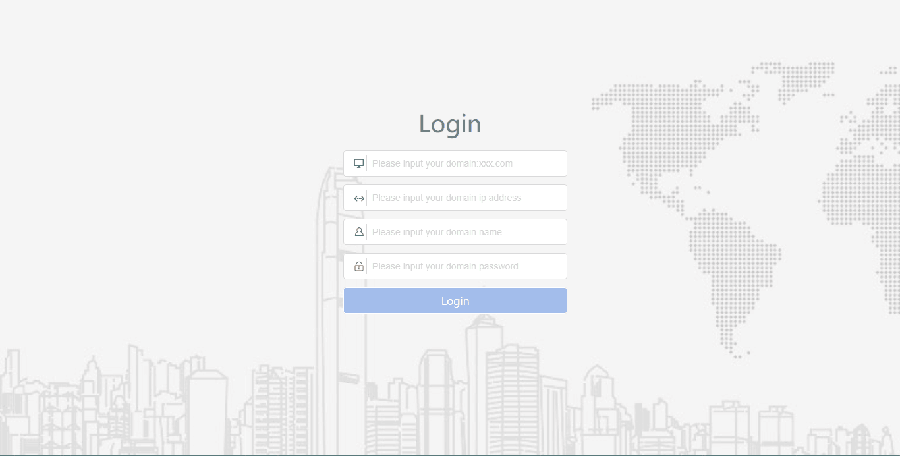 Login
Please input your domain:xxx.com
Please input your domain ip address
Please input your domain name
Please input your domain password
Login